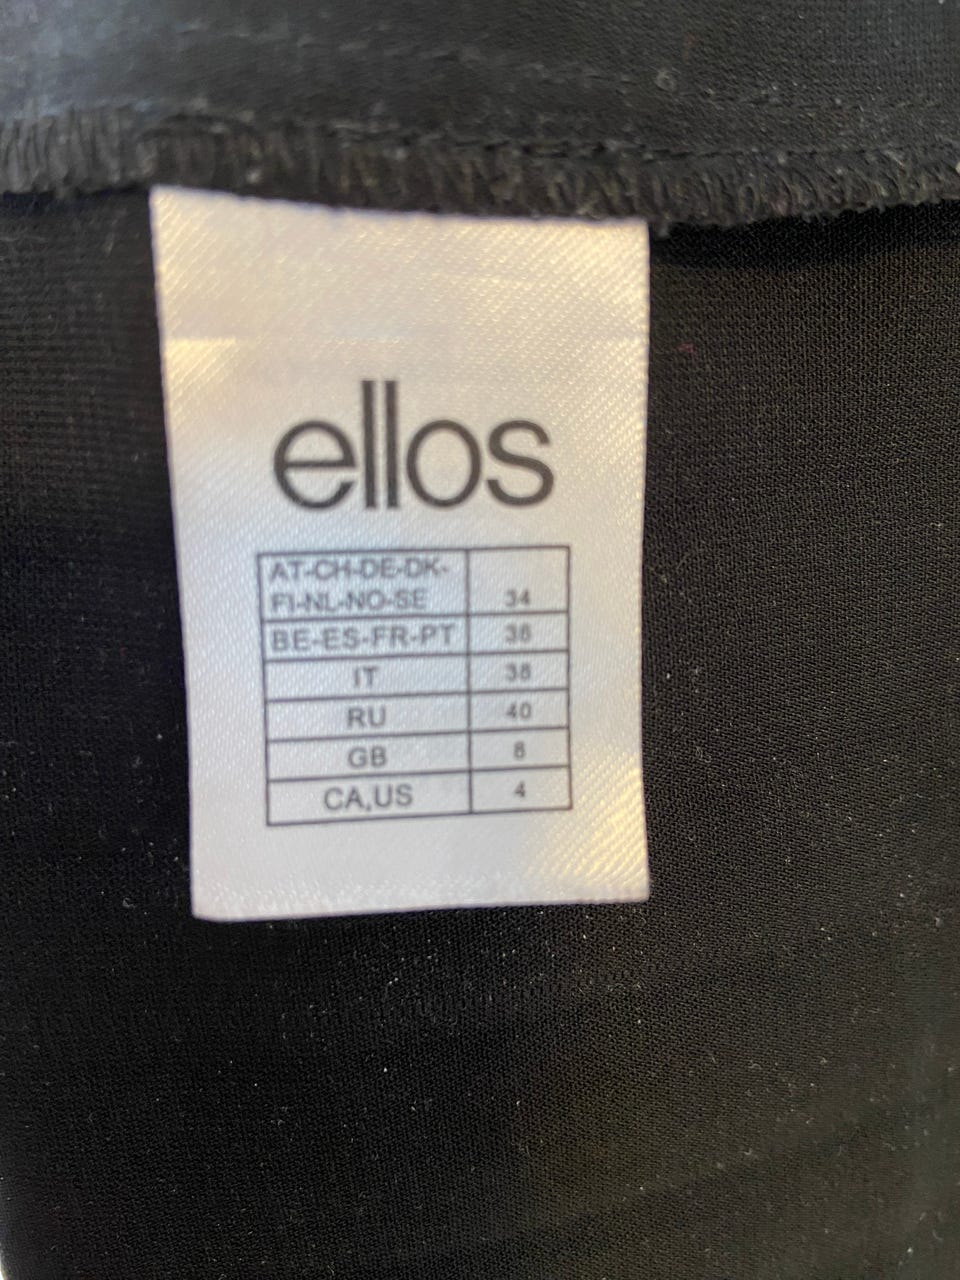 ellos
AT-CH-DE-DK-
FI-NL-NO-SE 34
BE-ES-FR-PT 36
IT 38
RU 40
GB 8
CA,US 4